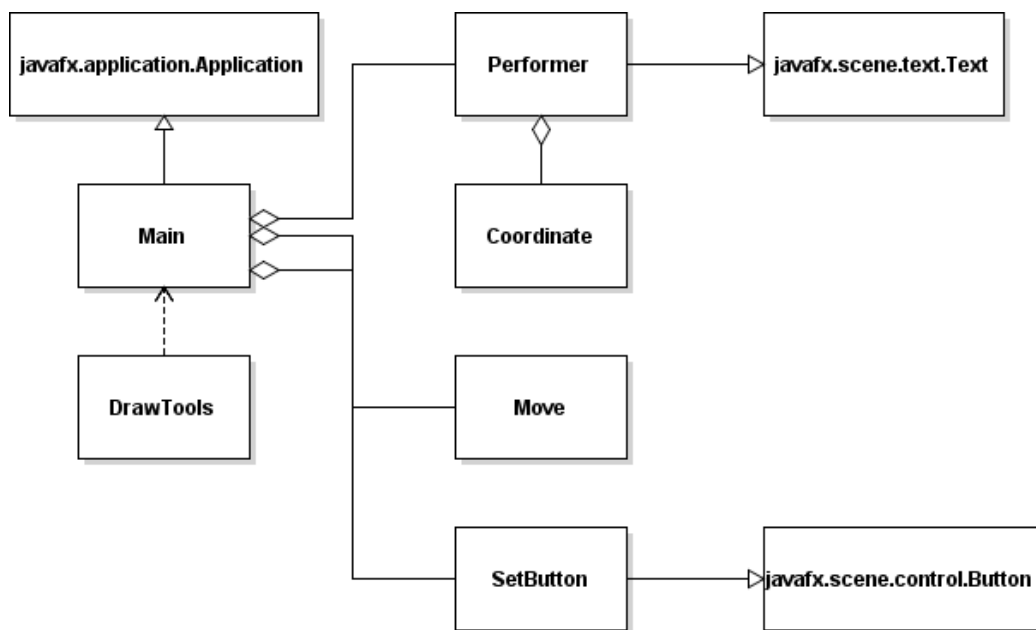 javafx.application.Application
Performer
javafx.scene.text.Text
Main
Coordinate
DrawTools
Move
SetButton
javafx.scene.control.Button